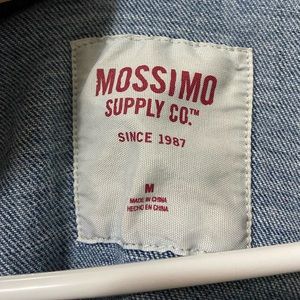 MOSSIMO
SUPPLY CO.™
SINCE 1987
M
MADE IN CHINA
HECHO EN CHINA